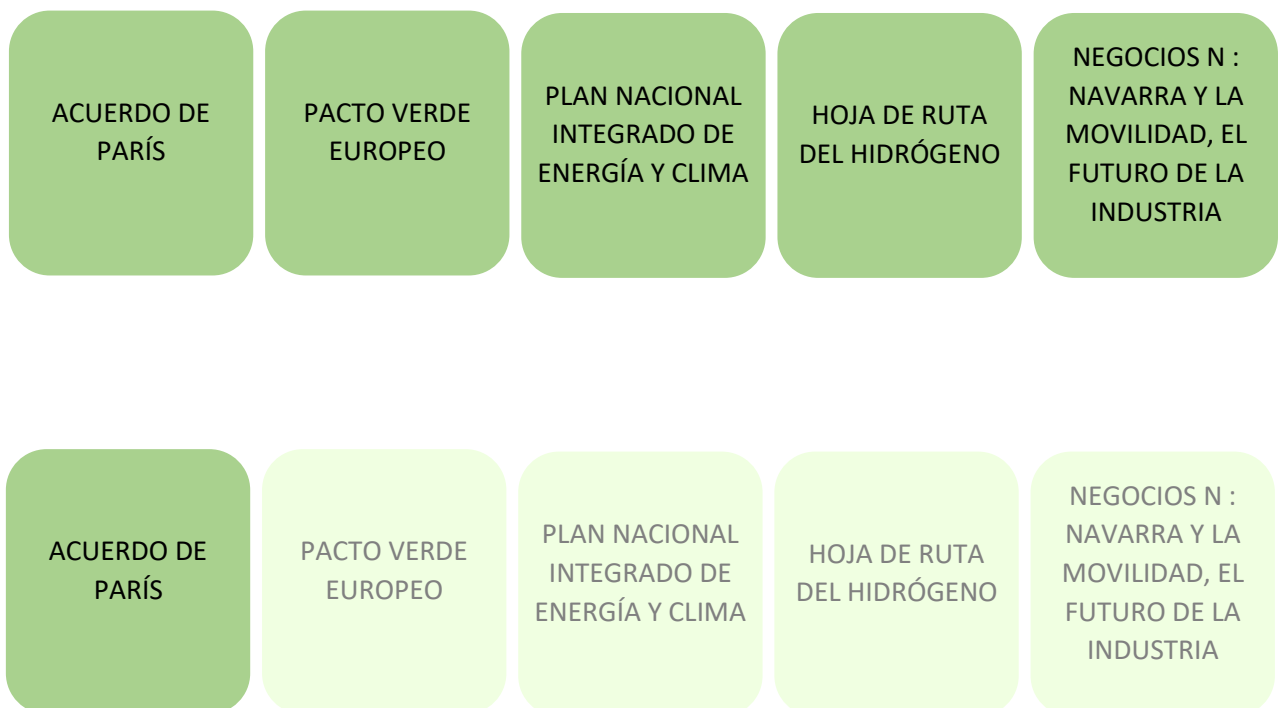 ACUERDO DE
PARÍS
PACTO VERDE
EUROPEO
PLAN NACIONAL
INTEGRADO DE
ENERGÍA Y CLIMA
HOJA DE RUTA
DEL HIDRÓGENO
NEGOCIOS N :
NAVARRA Y LA
MOVILIDAD, EL
FUTURO DE LA
INDUSTRIA
ACUERDO DE
PARÍS
PACTO VERDE
EUROPEO
PLAN NACIONAL
INTEGRADO DE
ENERGÍA Y CLIMA
HOJA DE RUTA
DEL HIDRÓGENO
NEGOCIOS N :
NAVARRA Y LA
MOVILIDAD, EL
FUTURO DE LA
INDUSTRIA